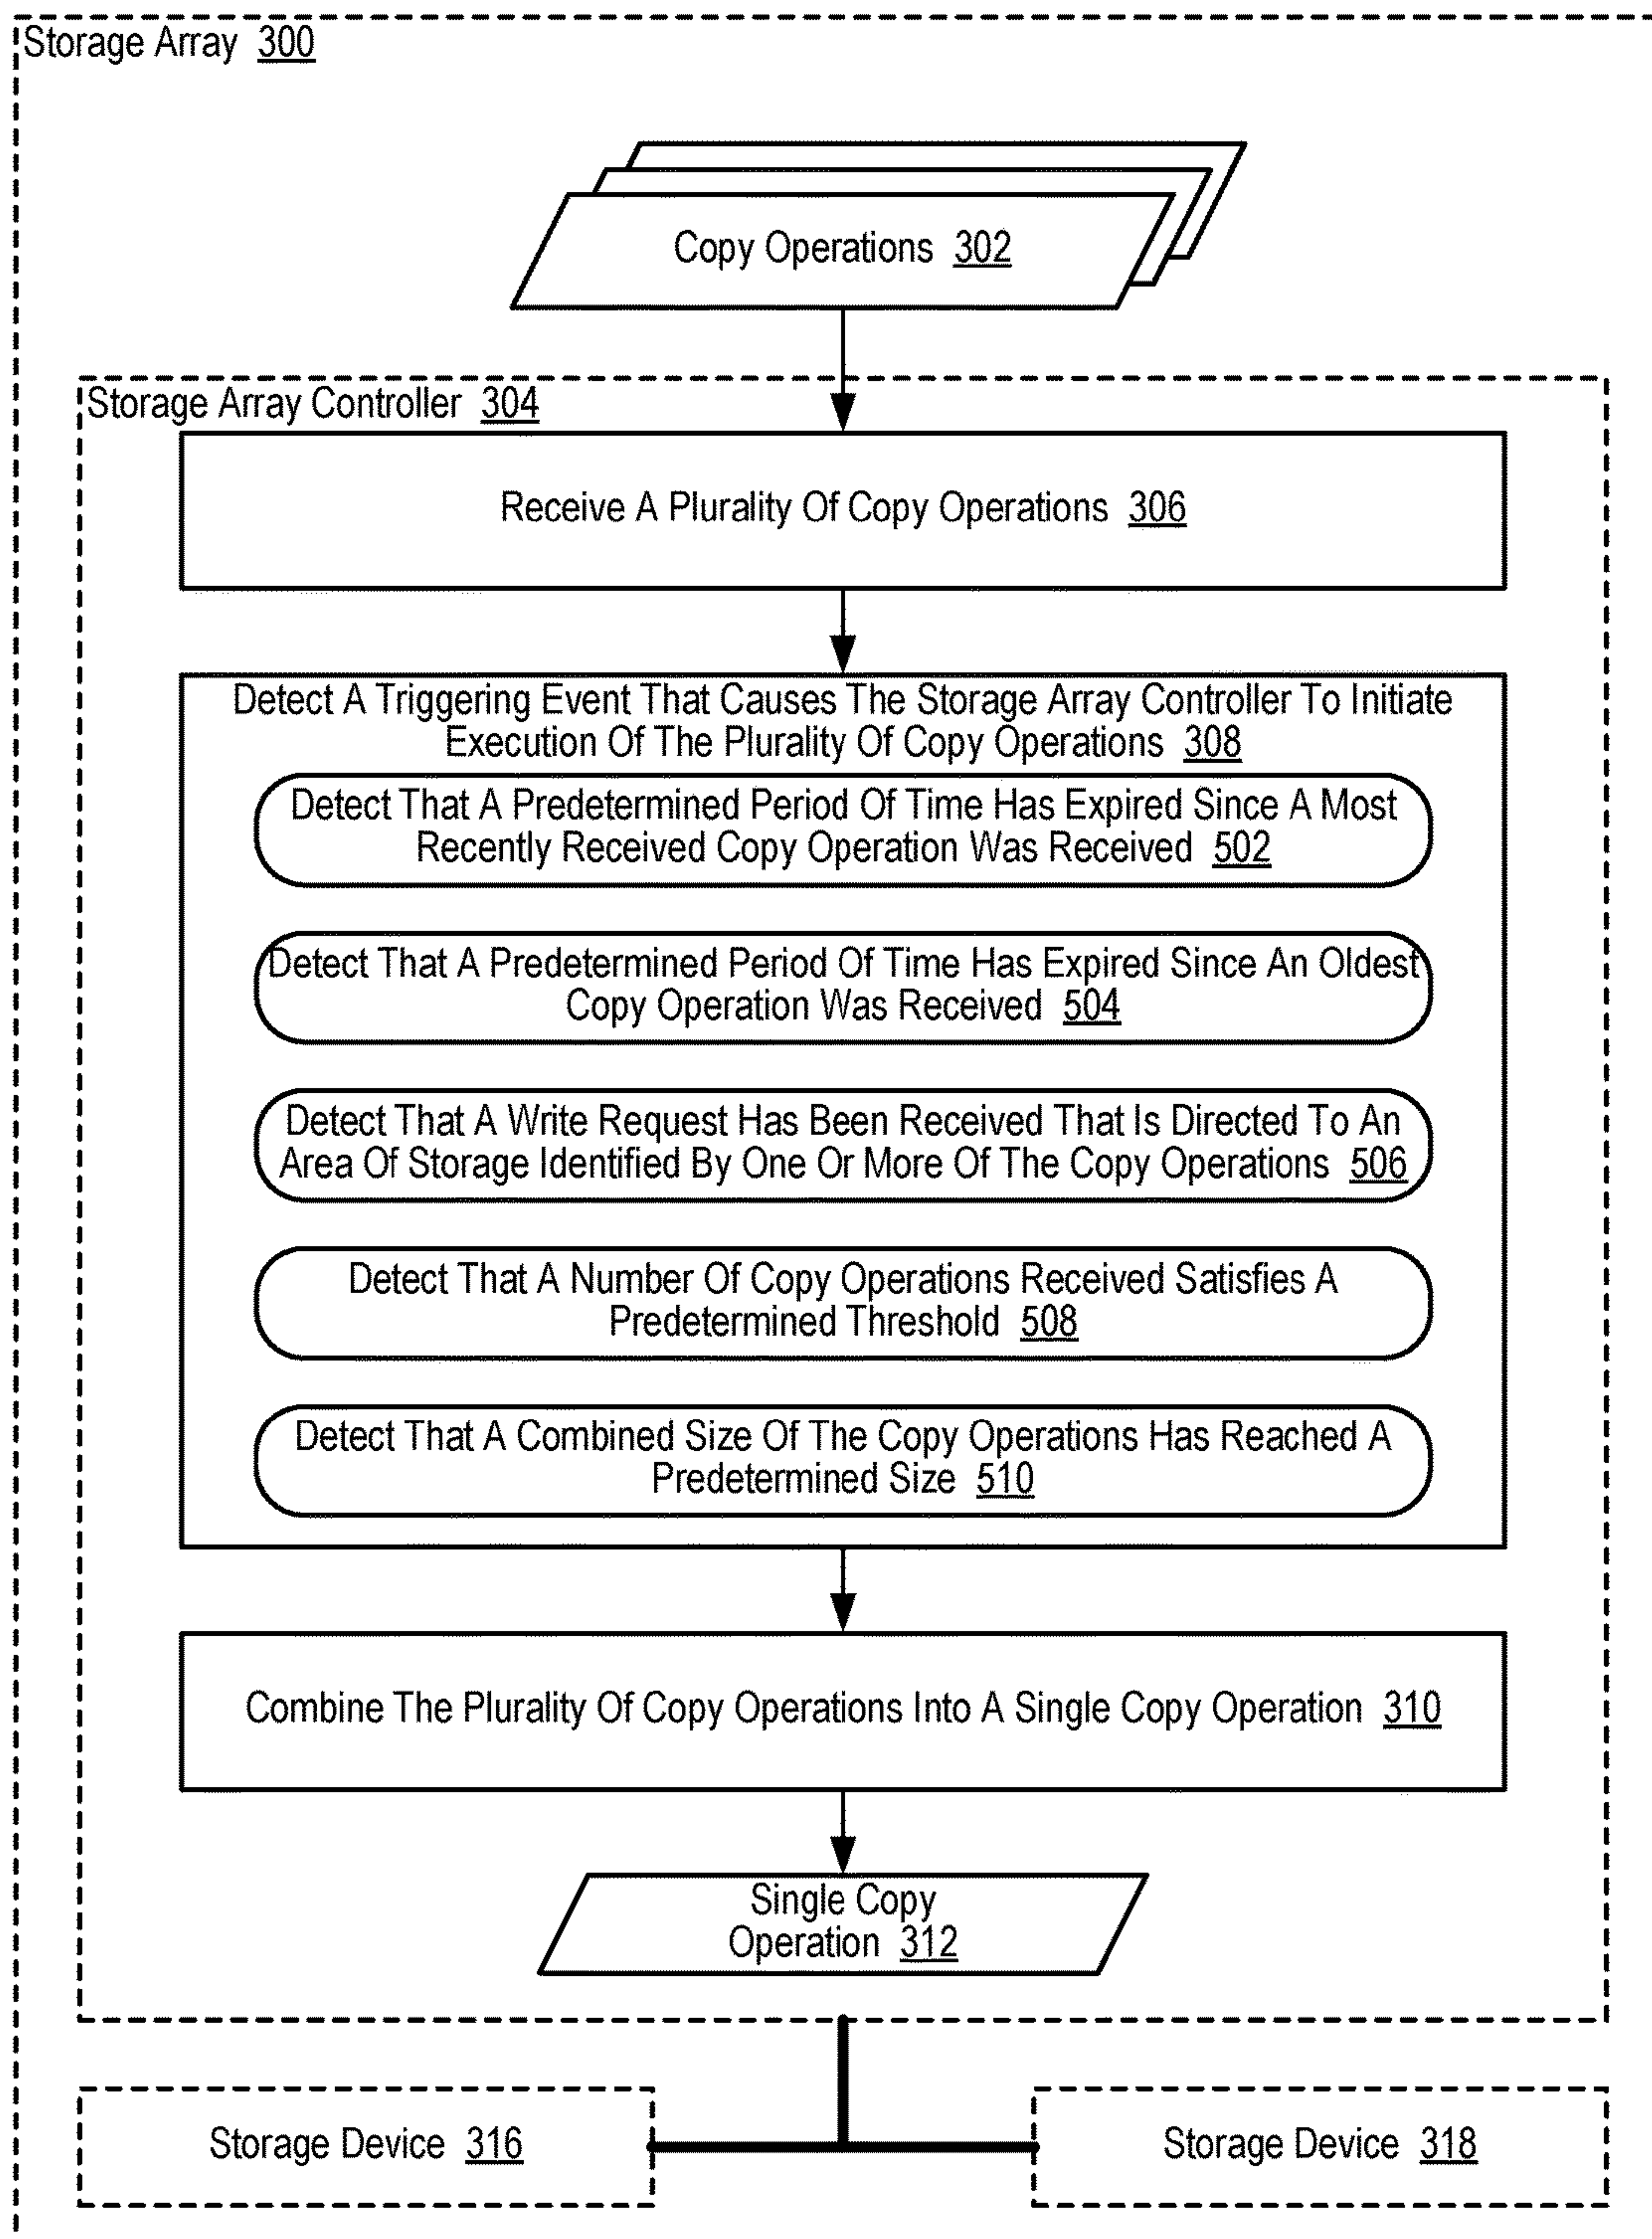 Storage Array 300
Copy Operations 302
Storage Array Controller 304
Receive A Plurality Of Copy Operations 306
Detect A Triggering Event That Causes The Storage Array Controller To Initiate
Execution Of The Plurality Of Copy Operations 308
Detect That A Predetermined Period Of Time Has Expired Since A Most
Recently Received Copy Operation Was Received 502
Detect That A Predetermined Period Of Time Has Expired Since An Oldest
Copy Operation Was Received 504
Detect That A Write Request Has Been Received That Is Directed To An
Area Of Storage Identified By One Or More Of The Copy Operations 506
Detect That A Number Of Copy Operations Received Satisfies A
Predetermined Threshold 508
Detect That A Combined Size Of The Copy Operations Has Reached A
Predetermined Size 510
Combine The Plurality Of Copy Operations Into A Single Copy Operation 310
Single Copy
Operation 312
Storage Device 316
Storage Device 318